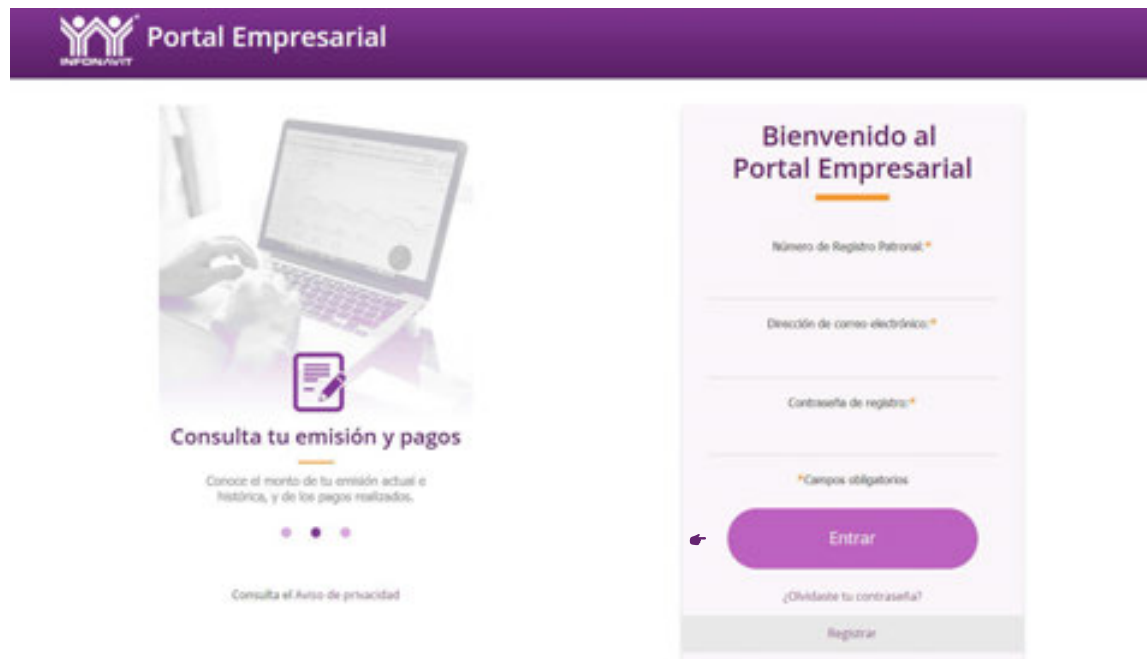 INFONAVIT
Portal Empresarial
Consulta tu emisión y pagos
Conoce el monto de tu emisión actual e
histórica, y de los pagos realizados.
Consulta el Aviso de privacidad
Bienvenido al
Portal Empresarial
Número de Registro Patronal:*
Dirección de correo electrónico:*
Contraseña de registro:*
*Campos obligatorios
Entrar
¿Olvidaste tu contraseña?
Registrar